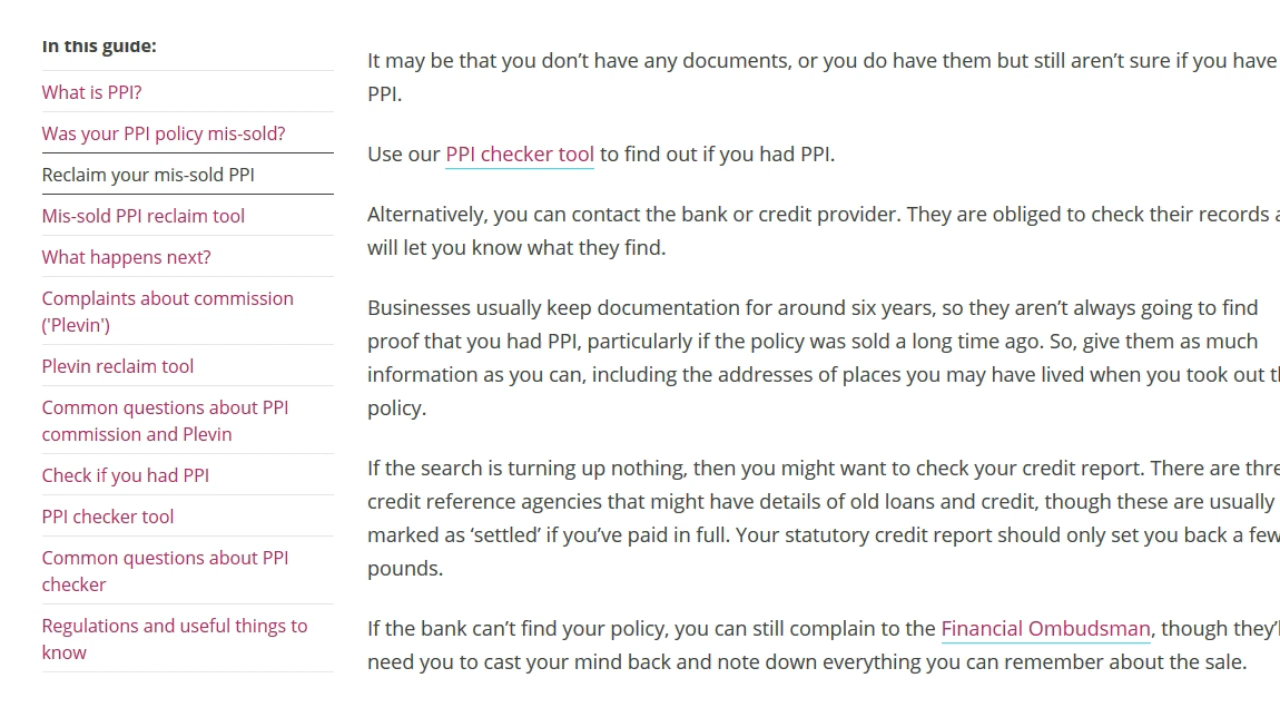 In this guide:
What is PPI?
Was your PPI policy mis-sold?
Reclaim your mis-sold PPI
Mis-sold PPI reclaim tool
What happens next?
Complaints about commission
('Plevin')
Plevin reclaim tool
Common questions about PPI
commission and Plevin
Check if you had PPI
PPI checker tool
Common questions about PPI
checker
Regulations and useful things to
know
It may be that you don’t have any documents, or you do have them but still aren’t sure if you have
PPI.
Use our PPI checker tool to find out if you had PPI.
Alternatively, you can contact the bank or credit provider. They are obliged to check their records
will let you know what they find.
Businesses usually keep documentation for around six years, so they aren’t always going to find
proof that you had PPI, particularly if the policy was sold a long time ago. So, give them as much
information as you can, including the addresses of places you may have lived when you took out
policy.
If the search is turning up nothing, then you might want to check your credit report. There are
credit reference agencies that might have details of old loans and credit, though these are usually
marked as ‘settled’ if you’ve paid in full. Your statutory credit report should only set you back a few
pounds.
If the bank can’t find your policy, you can still complain to the Financial Ombudsman, though
need you to cast your mind back and note down everything you can remember about the sale.